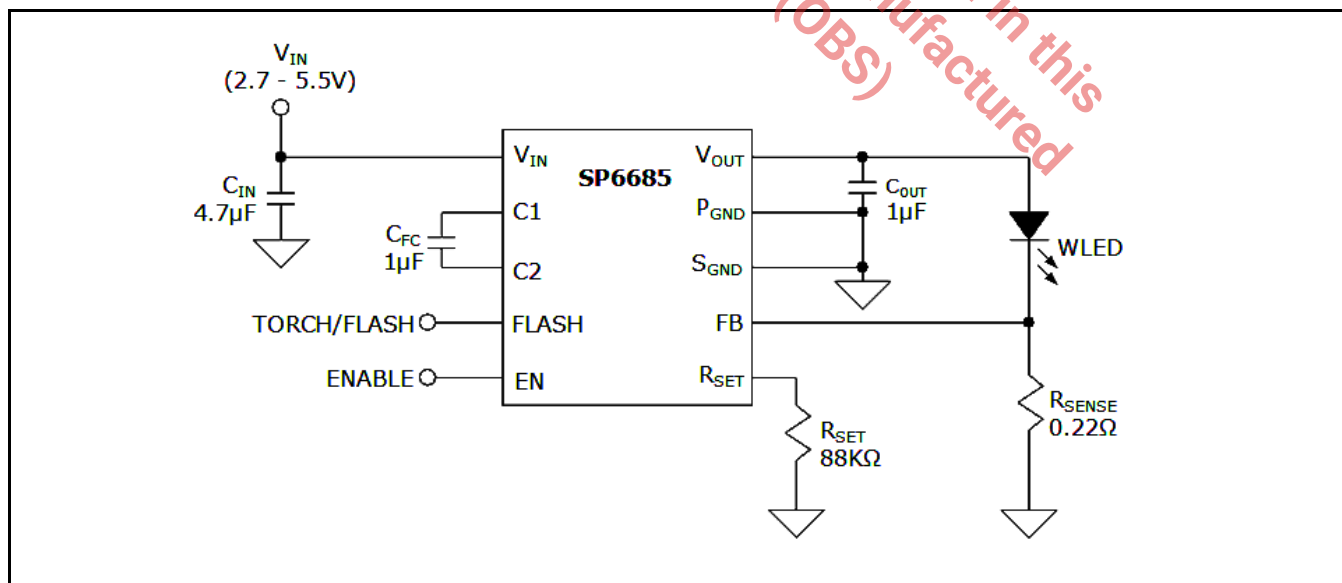 in this
nufactured
(OBS)
VIN
(2.7 - 5.5V)
CIN
4.7µF
CFC
1µF
TORCH/FLASH
ENABLE
SP6685
VIN
C1
C2
FLASH
EN
VOUT
PGND
SGND
FB
RSET
COUT
1µF
WLED
RSET
88KΩ
RSENSE
0.22Ω